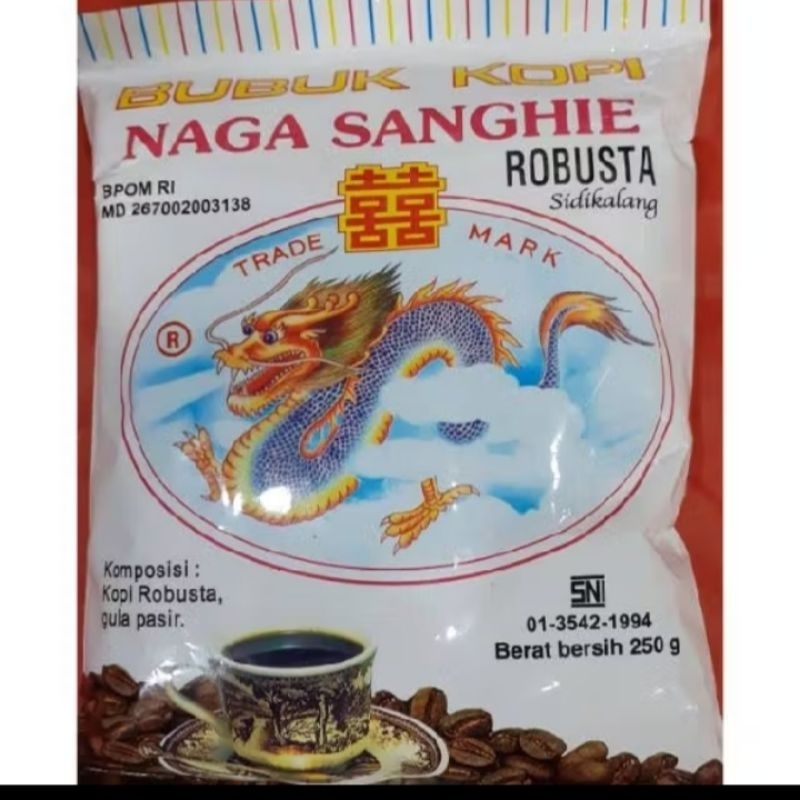 BUBUK KOPI
NAGA SANGHIE
ROBUSTA
Sidikalang
BPOM RI
MD 267002003138
囍
TRADE MARK
®
Komposisi :
Kopi Robusta,
gula pasir.
SNI
01-3542-1994
Berat bersih 250 g